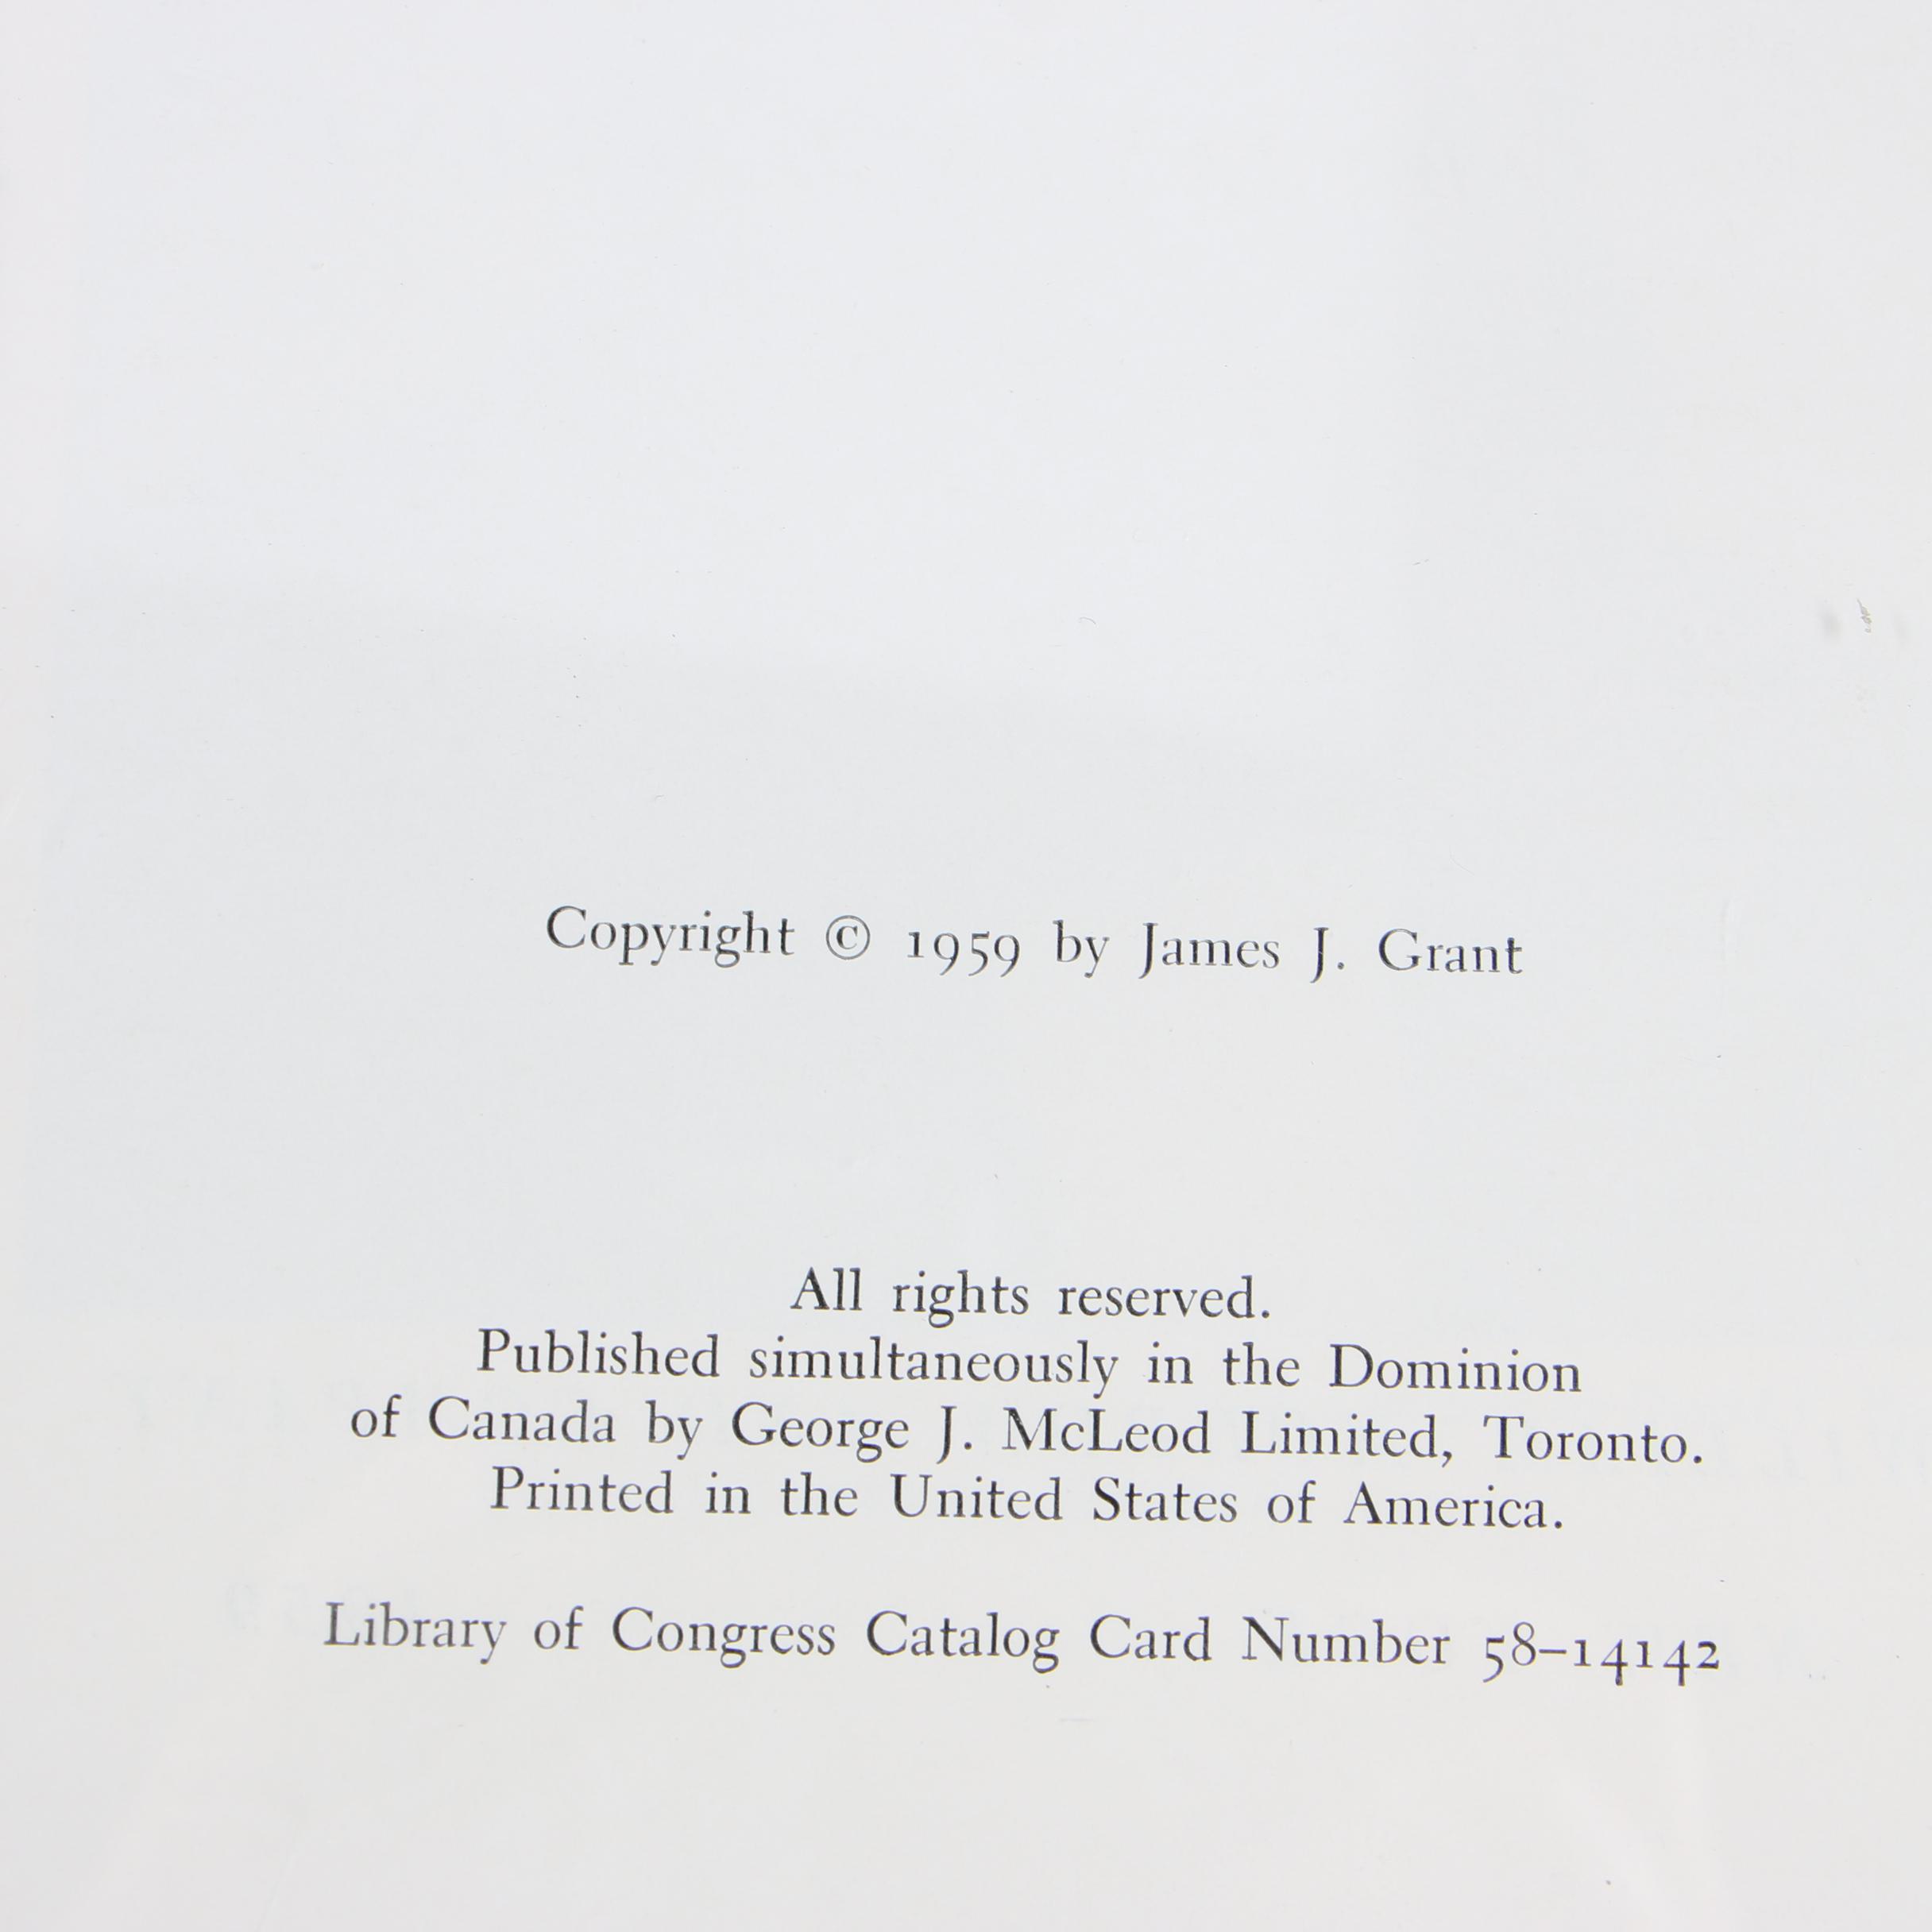 Copyright © 1959 by James J. Grant
All rights reserved.
Published simultaneously in the Dominion
of Canada by George J. McLeod Limited, Toronto.
Printed in the United States of America.
Library of Congress Catalog Card Number 58–14142